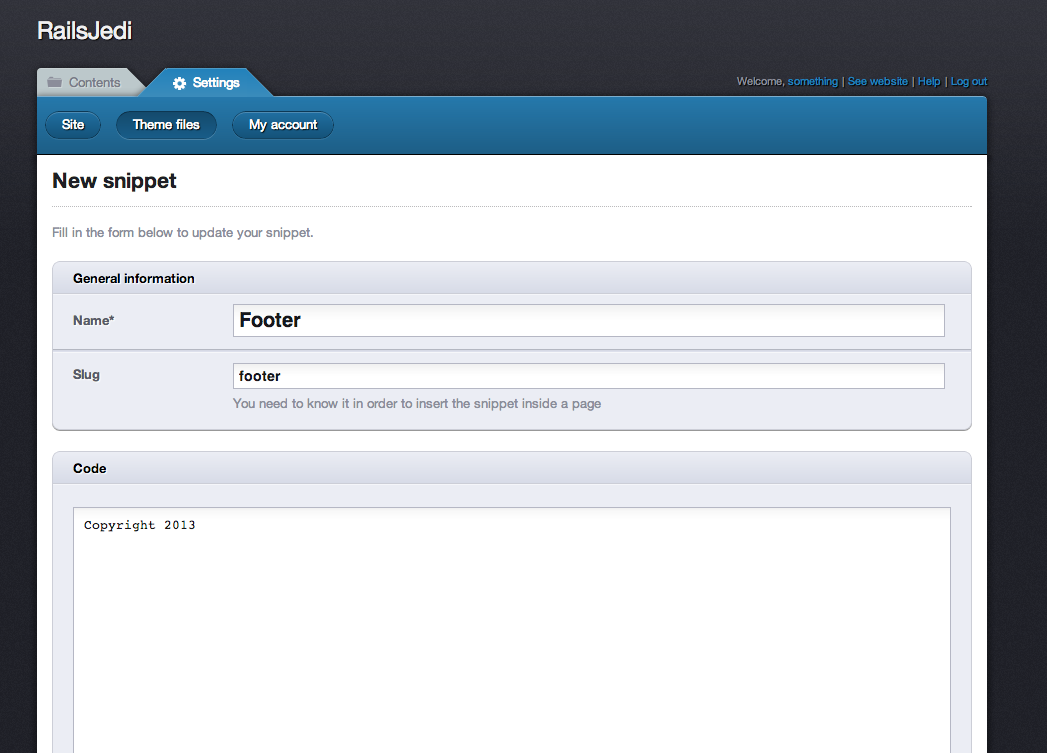 RailsJedi
Contents Settings Welcome, something | See website | Help | Log out
Site Theme files My account
New snippet
Fill in the form below to update your snippet.
General information
Name* Footer
Slug footer
You need to know it in order to insert the snippet inside a page
Code
Copyright 2013